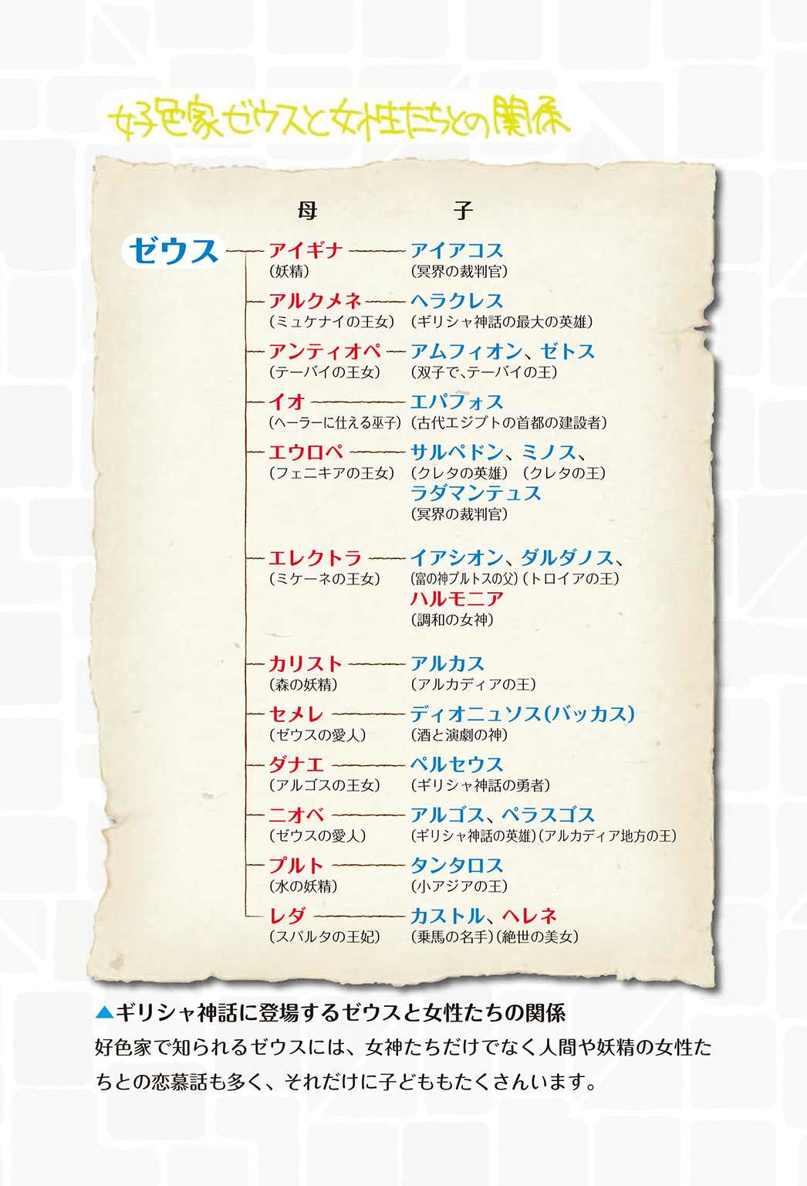 好色家ゼウスと女性たちとの関係
母 子
ゼウス アイギナ アイアコス
(妖精) (冥界の裁判官)
アルクメネ ヘラクレス
(ミュケナイの王女) (ギリシャ神話の最大の英雄)
アンティオペ アムフィオン、ゼトス
(テーバイの王女) (双子で、テーバイの王)
イオ エパフォス
(ヘーラーに仕える巫子) (古代エジプトの首都の建設者)
エウロペ サルペドン、ミノス、
(フェニキアの王女) (クレタの英雄) (クレタの王)
ラダマンテュス
(冥界の裁判官)
エレクトラ イアシオン、ダルダノス、
(ミケーネの王女) (富の神プルトスの父) (トロイアの王)
ハルモニア
(調和の女神)
カリスト アルカス
(森の妖精) (アルカディアの王)
セメレ ディオニュソス(バッカス)
(ゼウスの愛人) (酒と演劇の神)
ダナエ ペルセウス
(アルゴスの王女) (ギリシャ神話の勇者)
ニオベ アルゴス、ペラスゴス
(ゼウスの愛人) (ギリシャ神話の英雄) (アルカディア地方の王)
プルト タンタロス
(水の妖精) (小アジアの王)
レダ カストル、ヘレネ
(スパルタの王妃) (乗馬の名手) (絶世の美女)
▲ギリシャ神話に登場するゼウスと女性たちの関係
好色家で知られるゼウスには、女神たちだけでなく人間や妖精の女性た
ちとの恋慕話も多く、それだけに子どももたくさんいます。